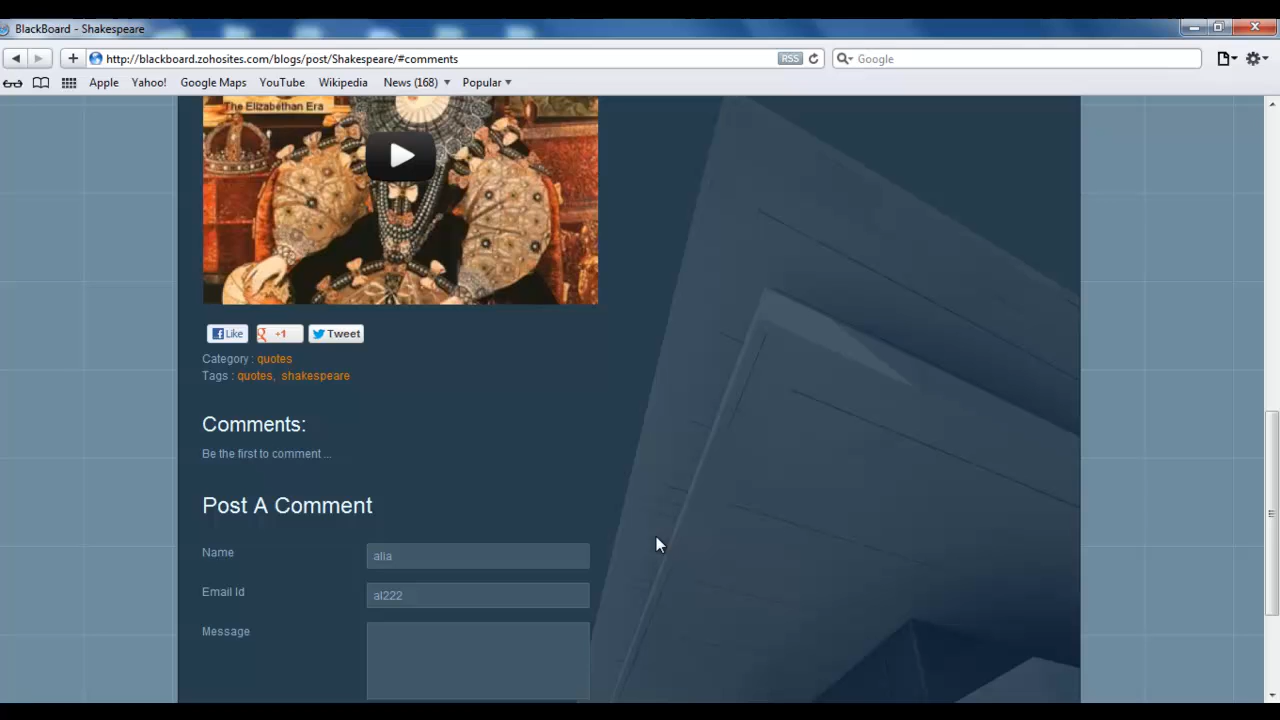 BlackBoard - Shakespeare
http://blackboard.zohosites.com/blogs/post/Shakespeare/#comments
RSS
Google
Apple
Yahoo!
Google Maps
YouTube
Wikipedia
News (168)
Popular
The Elizabethan Era
Like
+1
Tweet
Category : quotes
Tags : quotes, shakespeare
Comments:
Be the first to comment ...
Post A Comment
Name
alia
Email Id
al222
Message